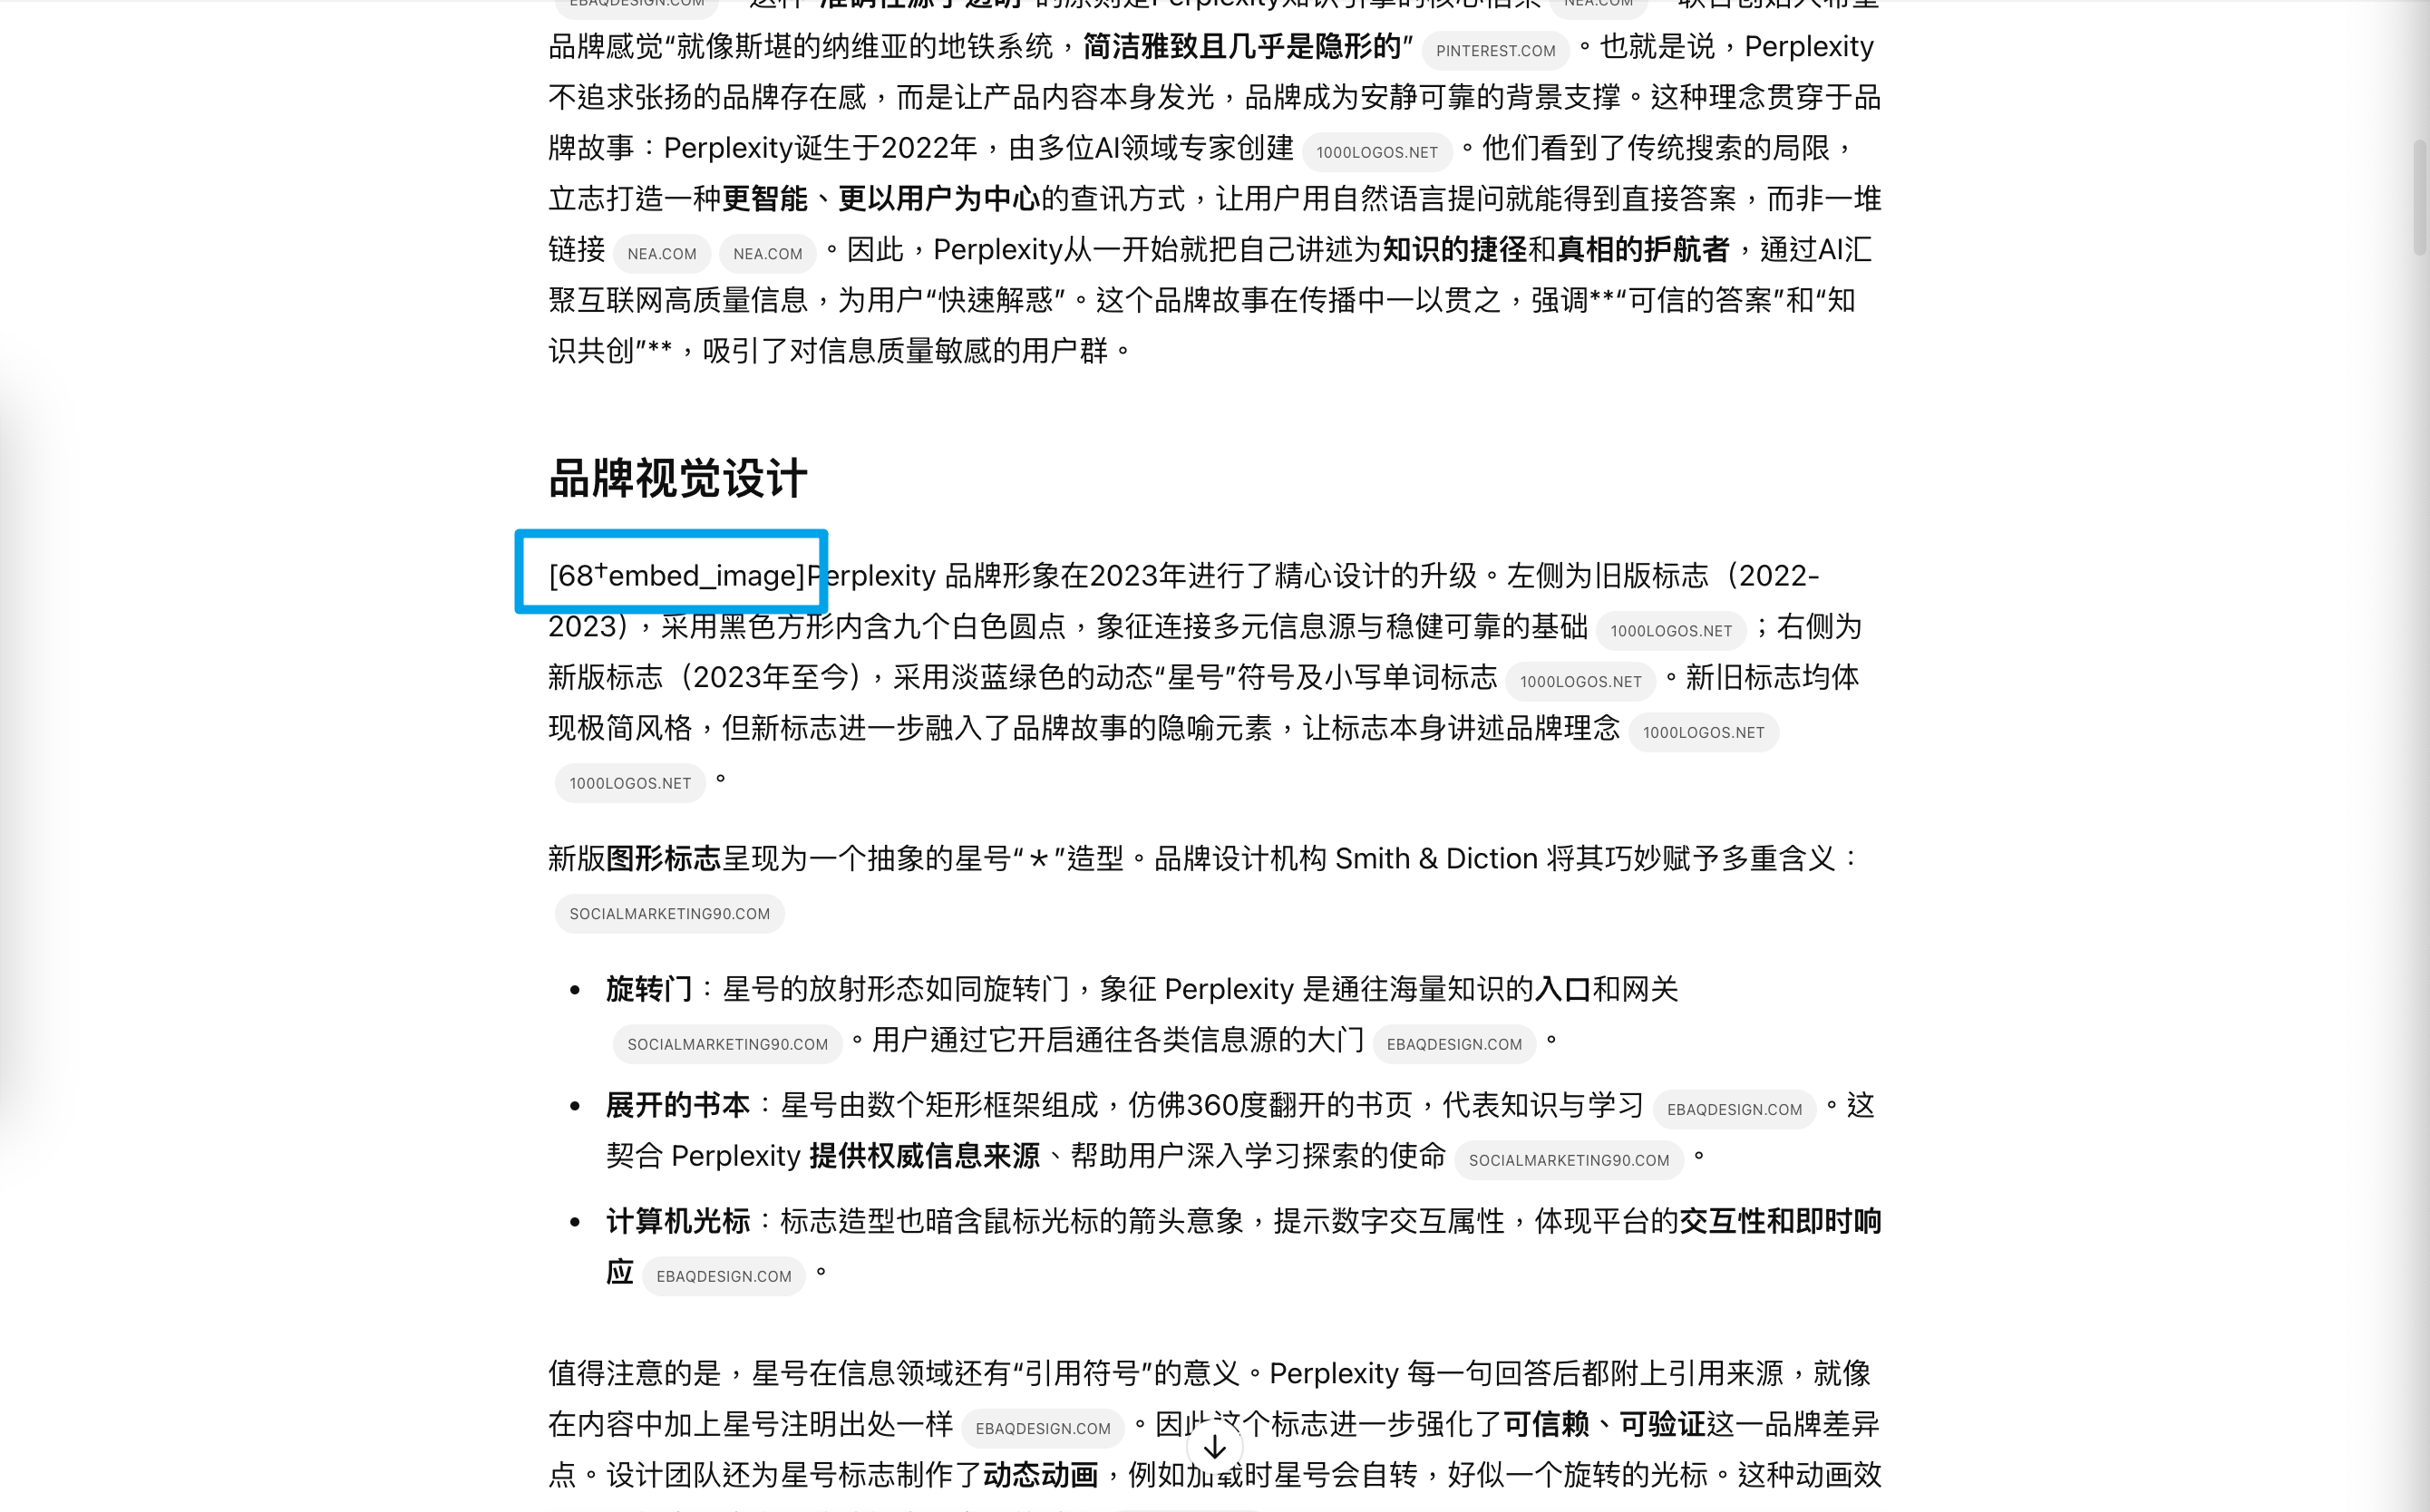 品牌感觉“就像斯堪的纳维亚的地铁系统，简洁雅致且几乎是隐形的” PINTEREST.COM 。也就是说，Perplexity
不追求张扬的品牌存在感，而是让产品内容本身发光，品牌成为安静可靠的背景支撑。这种理念贯穿于品
牌故事：Perplexity诞生于2022年，由多位AI领域专家创建 1000LOGOS.NET 。他们看到了传统搜索的局限，
立志打造一种更智能、更以用户为中心的查讯方式，让用户用自然语言提问就能得到直接答案，而非一堆
链接 NEA.COM NEA.COM 。因此，Perplexity从一开始就把自己讲述为知识的捷径和真相的护航者，通过AI汇
聚互联网高质量信息，为用户“快速解惑”。这个品牌故事在传播中一以贯之，强调**“可信的答案”和“知
识共创”**，吸引了对信息质量敏感的用户群。
品牌视觉设计
[68†embed_image]Perplexity 品牌形象在2023年进行了精心设计的升级。左侧为旧版标志（2022-
2023），采用黑色方形内含九个白色圆点，象征连接多元信息源与稳健可靠的基础 1000LOGOS.NET ；右侧为
新版标志（2023年至今），采用淡蓝绿色的动态“星号”符号及小写单词标志 1000LOGOS.NET 。新旧标志均体
现极简风格，但新标志进一步融入了品牌故事的隐喻元素，让标志本身讲述品牌理念 1000LOGOS.NET
1000LOGOS.NET 。
新版图形标志呈现为一个抽象的星号“＊”造型。品牌设计机构 Smith & Diction 将其巧妙赋予多重含义：
SOCIALMARKETING90.COM
• 旋转门：星号的放射形态如同旋转门，象征 Perplexity 是通往海量知识的入口和网关
SOCIALMARKETING90.COM 。用户通过它开启通往各类信息源的大门 EBAQDESIGN.COM 。
• 展开的书本：星号由数个矩形框架组成，仿佛360度翻开的书页，代表知识与学习 EBAQDESIGN.COM 。这
契合 Perplexity 提供权威信息来源、帮助用户深入学习探索的使命 SOCIALMARKETING90.COM 。
• 计算机光标：标志造型也暗含鼠标光标的箭头意象，提示数字交互属性，体现平台的交互性和即时响
应 EBAQDESIGN.COM 。
值得注意的是，星号在信息领域还有“引用符号”的意义。Perplexity 每一句回答后都附上引用来源，就像
在内容中加上星号注明出处一样 EBAQDESIGN.COM 。因此这个标志进一步强化了可信赖、可验证这一品牌差异
点。设计团队还为星号标志制作了动态动画，例如加载时星号会自转，好似一个旋转的光标。这种动画效